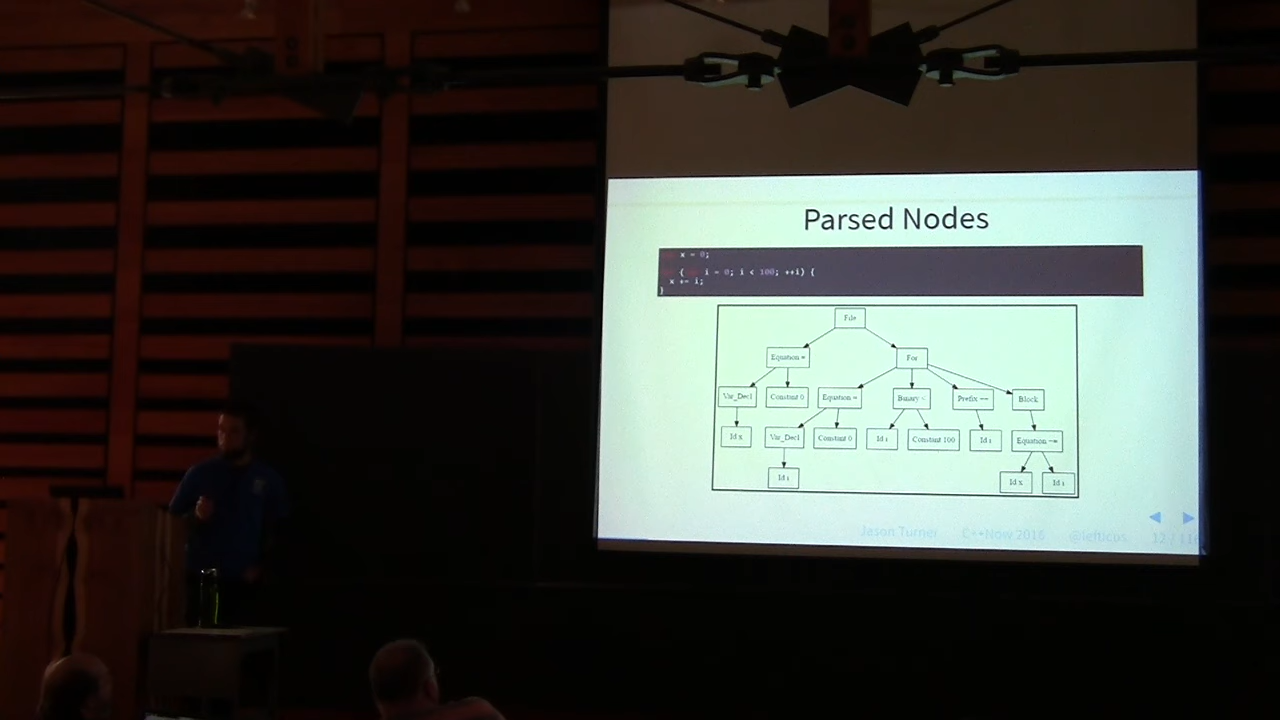 Parsed Nodes
x = 0;
( i = 0; i < 100; ++i) {
x += i;
}
File
Equation = For
Var_Decl Constant 0 Equation = Binary < Prefix ++ Block
Id x Var_Decl Constant 0 Id i Constant 100 Id i Equation +=
Id i Id x Id i
Jason Turner C++Now 2016 @lefticus 12 /